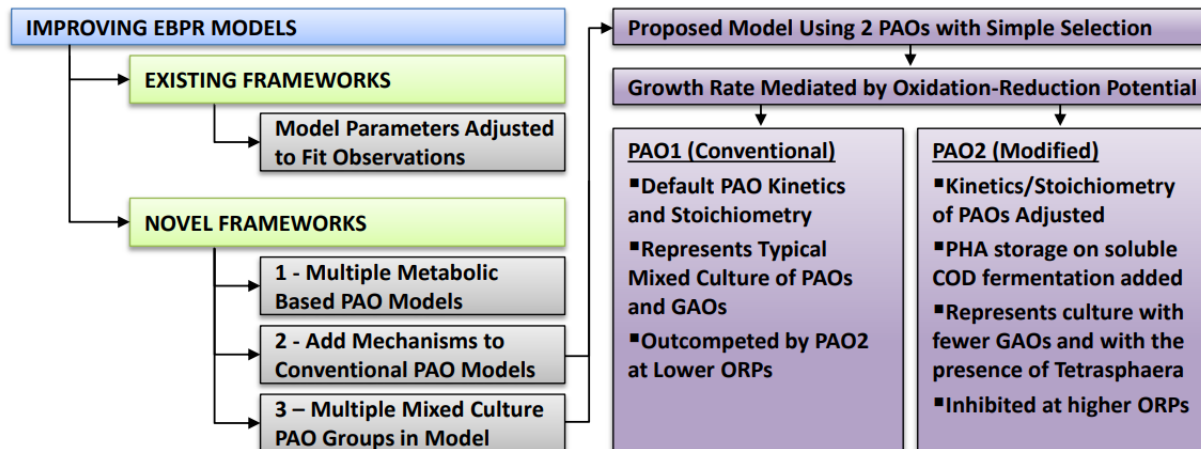 IMPROVING EBPR MODELS
EXISTING FRAMEWORKS
Model Parameters Adjusted
to Fit Observations
NOVEL FRAMEWORKS
1 - Multiple Metabolic
Based PAO Models
2 - Add Mechanisms to
Conventional PAO Models
3 – Multiple Mixed Culture
PAO Groups in Model
Proposed Model Using 2 PAOs with Simple Selection
Growth Rate Mediated by Oxidation-Reduction Potential
PAO1 (Conventional)
▪Default PAO Kinetics
and Stoichiometry
▪Represents Typical
Mixed Culture of PAOs
and GAOs
▪Outcompeted by PAO2
at Lower ORPs
PAO2 (Modified)
▪Kinetics/Stoichiometry
of PAOs Adjusted
▪PHA storage on soluble
COD fermentation added
▪Represents culture with
fewer GAOs and with the
presence of Tetrasphaera
▪Inhibited at higher ORPs